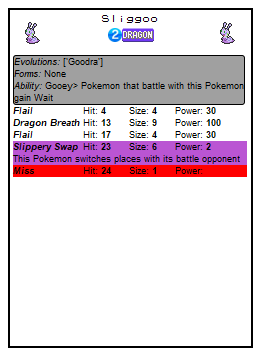 Sliggoo
2 DRAGON
Evolutions: ['Goodra']
Forms: None
Ability: Gooey> Pokemon that battle with this Pokemon
gain Wait
Flail Hit: 4 Size: 4 Power: 30
Dragon Breath Hit: 13 Size: 9 Power: 100
Flail Hit: 17 Size: 4 Power: 30
Slippery Swap Hit: 23 Size: 6 Power: 2
This Pokemon switches places with its battle opponent
Miss Hit: 24 Size: 1 Power: